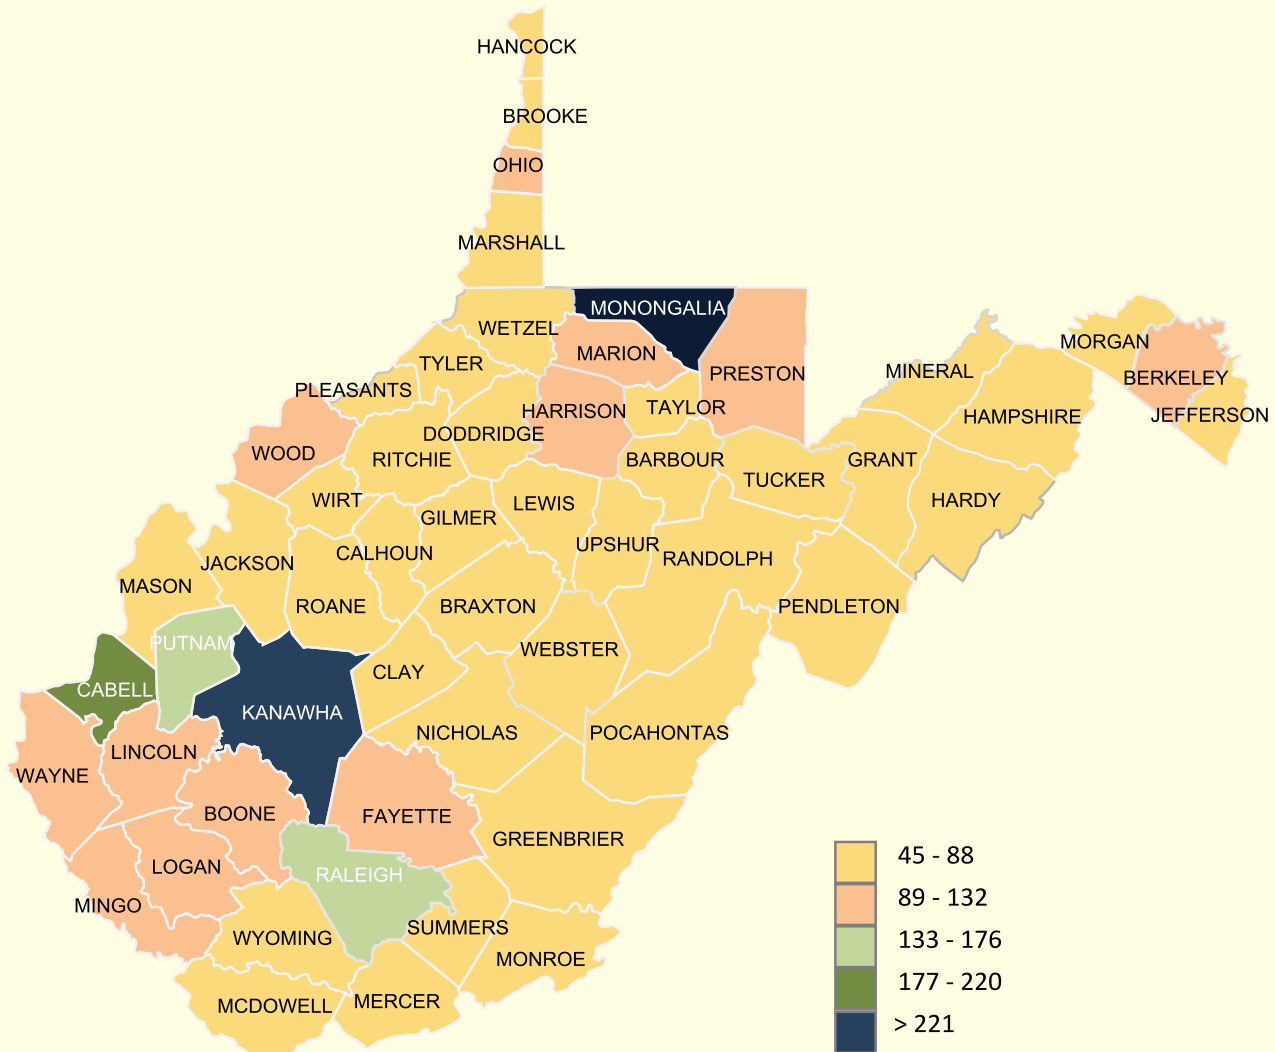 HANCOCK
BROOKE
OHIO
MARSHALL
WETZEL
MONONGALIA
MARION
PRESTON
TYLER
PLEASANTS
MINERAL
MORGAN
BERKELEY
JEFFERSON
HAMPSHIRE
HARRISON
TAYLOR
DODDRIDGE
RITCHIE
WOOD
BARBOUR
TUCKER
GRANT
HARDY
WIRT
LEWIS
GILMER
UPSHUR
RANDOLPH
CALHOUN
JACKSON
MASON
ROANE
BRAXTON
PENDLETON
PUTNAM
WEBSTER
CLAY
CABELL
KANAWHA
NICHOLAS
POCAHONTAS
LINCOLN
WAYNE
BOONE
FAYETTE
GREENBRIER
LOGAN
RALEIGH
MINGO
SUMMERS
WYOMING
MONROE
MERCER
MCDOWELL
45 - 88
89 - 132
133 - 176
177 - 220
> 221